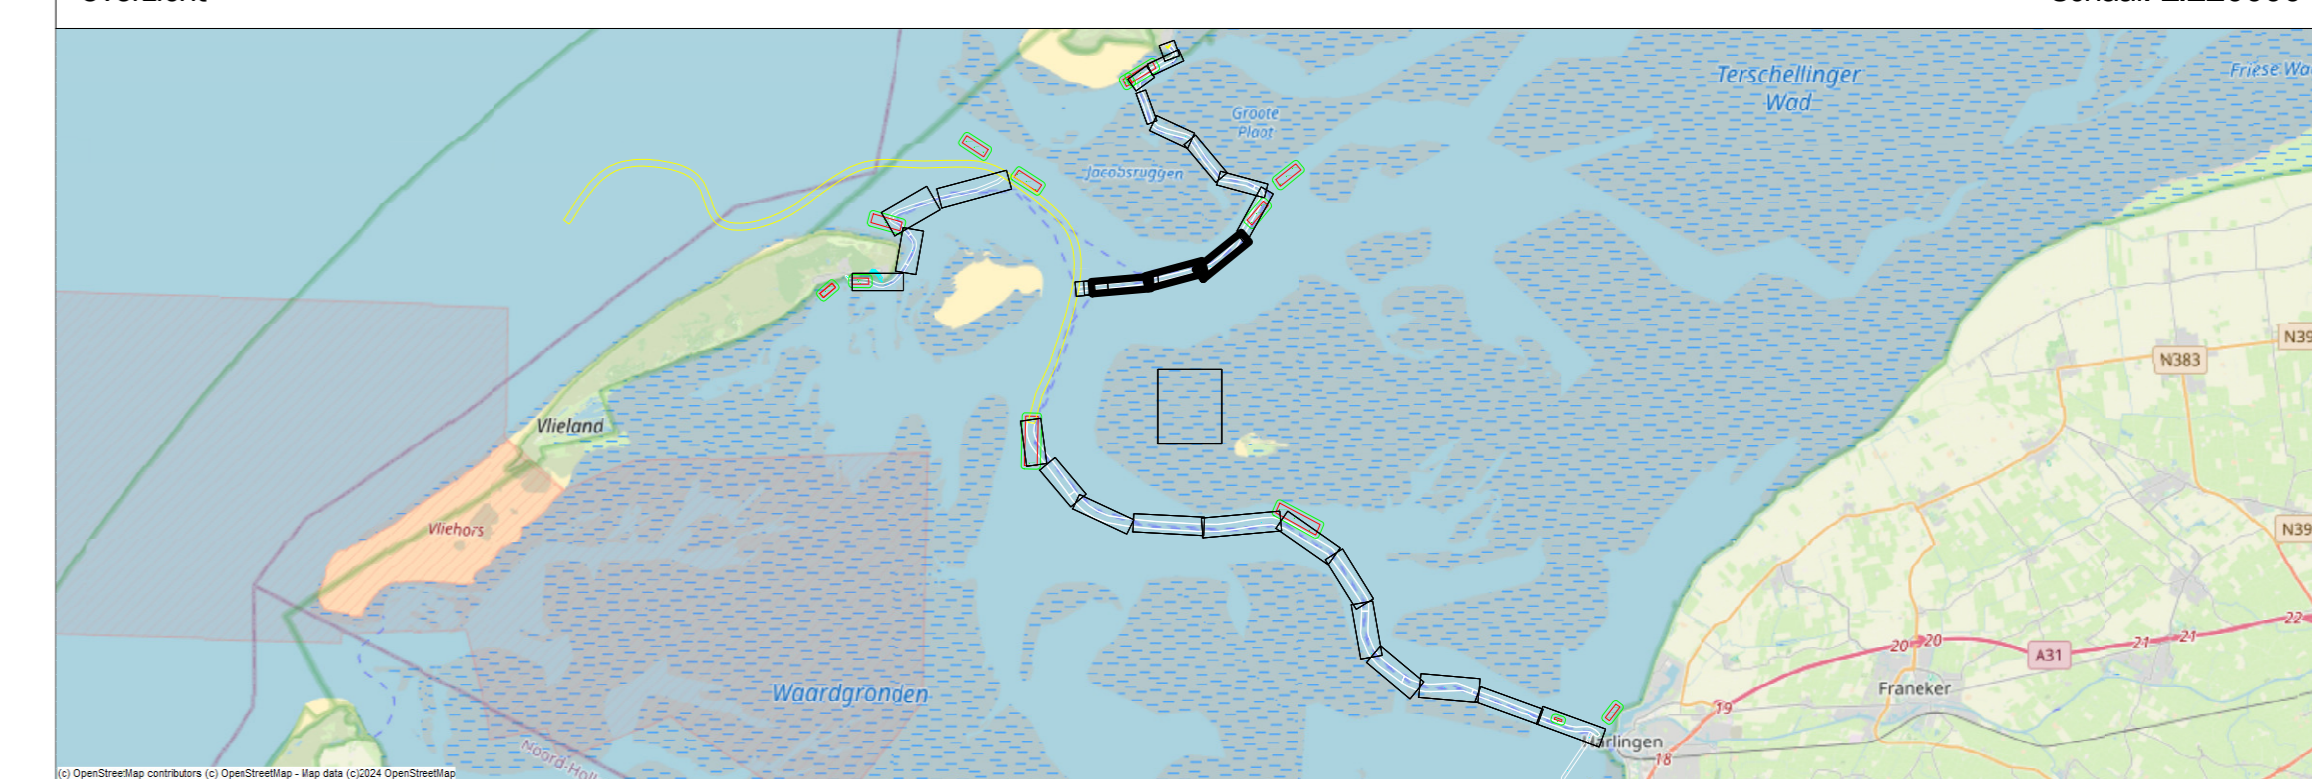 Terschellinger
Wad
Friese Wa
Groote
Plaat
Jacobsruggen
N39
N383
Vlieland
Vliehors
N39
22
21
21
20
20
A31
Waardgronden
Franeker
19
Harlingen
18
Noord-Holl
(c) OpenStreetMap contributors (c) OpenStreetMap - Map data (c)2024 OpenStreetMap